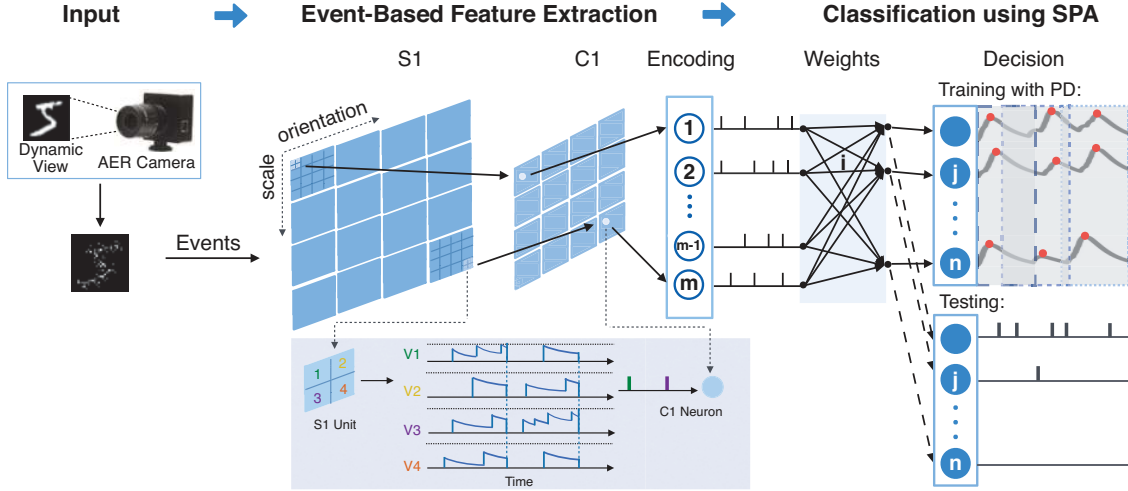 Input
Event-Based Feature Extraction
Classification using SPA
S1
C1
Encoding
Weights
Decision
Training with PD:
orientation
scale
Dynamic
View
AER Camera
Events
1
2
m-1
m
i
j
n
Testing:
j
n
1
2
3
4
S1 Unit
V1
V2
V3
V4
Time
C1 Neuron